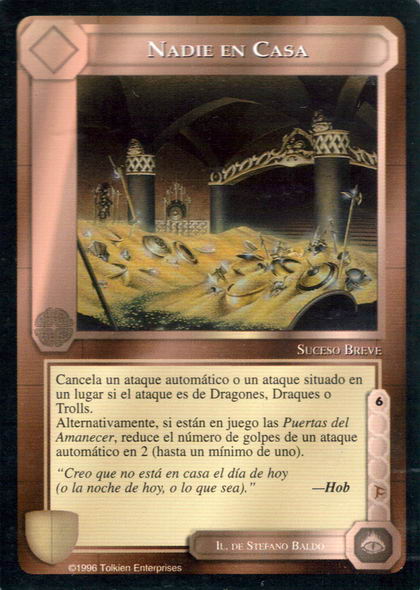 Nadie en Casa
Suceso Breve
Cancela un ataque automático o un ataque situado en
un lugar si el ataque es de Dragones, Draques o
Trolls.
Alternativamente, si están en juego las Puertas del
Amanecer, reduce el número de golpes de un ataque
automático en 2 (hasta un mínimo de uno).
“Creo que no está en casa el día de hoy
(o la noche de hoy, o lo que sea).” —Hob
6
Il. de Stefano Baldo
©1996 Tolkien Enterprises